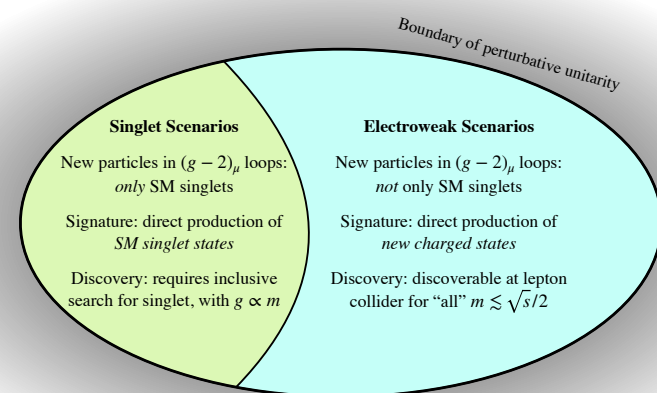 Boundary of perturbative unitarity
Singlet Scenarios
New particles in (g − 2)μ loops:
only SM singlets
Signature: direct production of
SM singlet states
Discovery: requires inclusive
search for singlet, with g ∝ m
Electroweak Scenarios
New particles in (g − 2)μ loops:
not only SM singlets
Signature: direct production of
new charged states
Discovery: discoverable at lepton
collider for “all” m ≲ √s/2